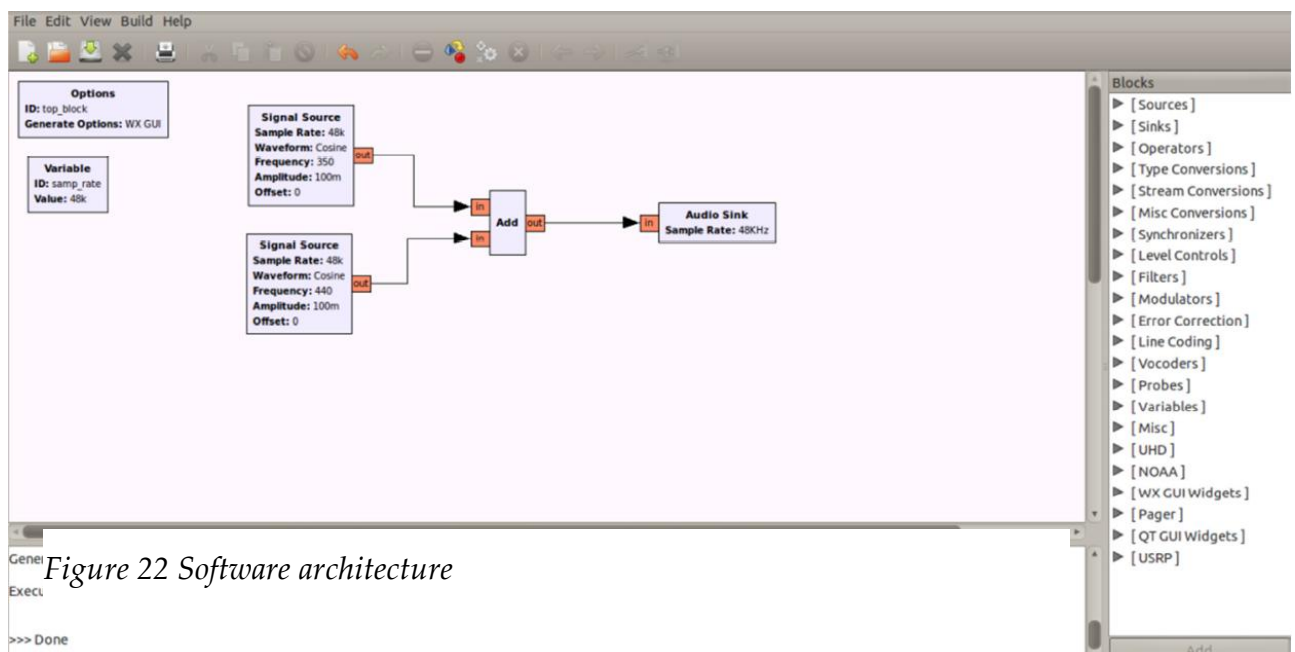 File Edit View Build Help
Options
ID: top_block
Generate Options: WX GUI
Variable
ID: samp_rate
Value: 48k
Signal Source
Sample Rate: 48k
Waveform: Cosine
Frequency: 350
Amplitude: 100m
Offset: 0
out
Signal Source
Sample Rate: 48k
Waveform: Cosine
Frequency: 440
Amplitude: 100m
Offset: 0
out
in
in
Add
out
in
Audio Sink
Sample Rate: 48KHz
Blocks
[ Sources ]
[ Sinks ]
[ Operators ]
[ Type Conversions ]
[ Stream Conversions ]
[ Misc Conversions ]
[ Synchronizers ]
[ Level Controls ]
[ Filters ]
[ Modulators ]
[ Error Correction ]
[ Line Coding ]
[ Vocoders ]
[ Probes ]
[ Variables ]
[ Misc ]
[ UHD ]
[ NOAA ]
[ WX GUI Widgets ]
[ Pager ]
[ QT GUI Widgets ]
[ USRP ]
Add
Figure 22 Software architecture
>>> Done